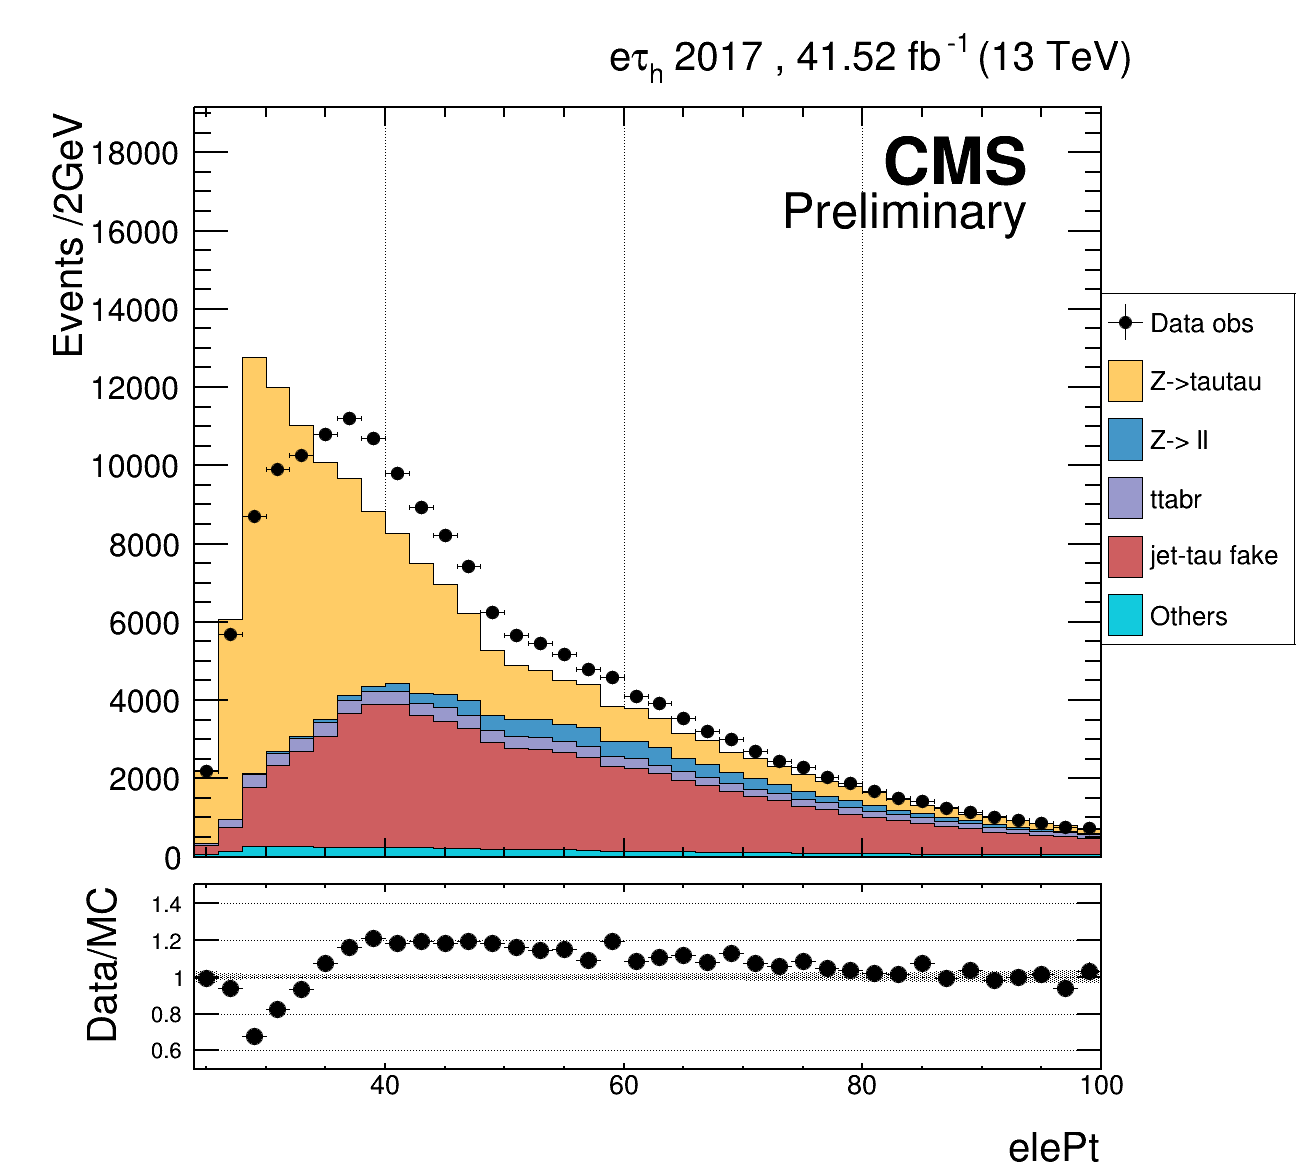 eτh 2017 , 41.52 fb-1 (13 TeV)
Events /2GeV
18000
16000
14000
12000
10000
8000
6000
4000
2000
0
CMS
Preliminary
Data obs
Z->tautau
Z-> ll
ttabr
jet-tau fake
Others
Data/MC
1.4
1.2
1
0.8
0.6
40
60
80
100
elePt